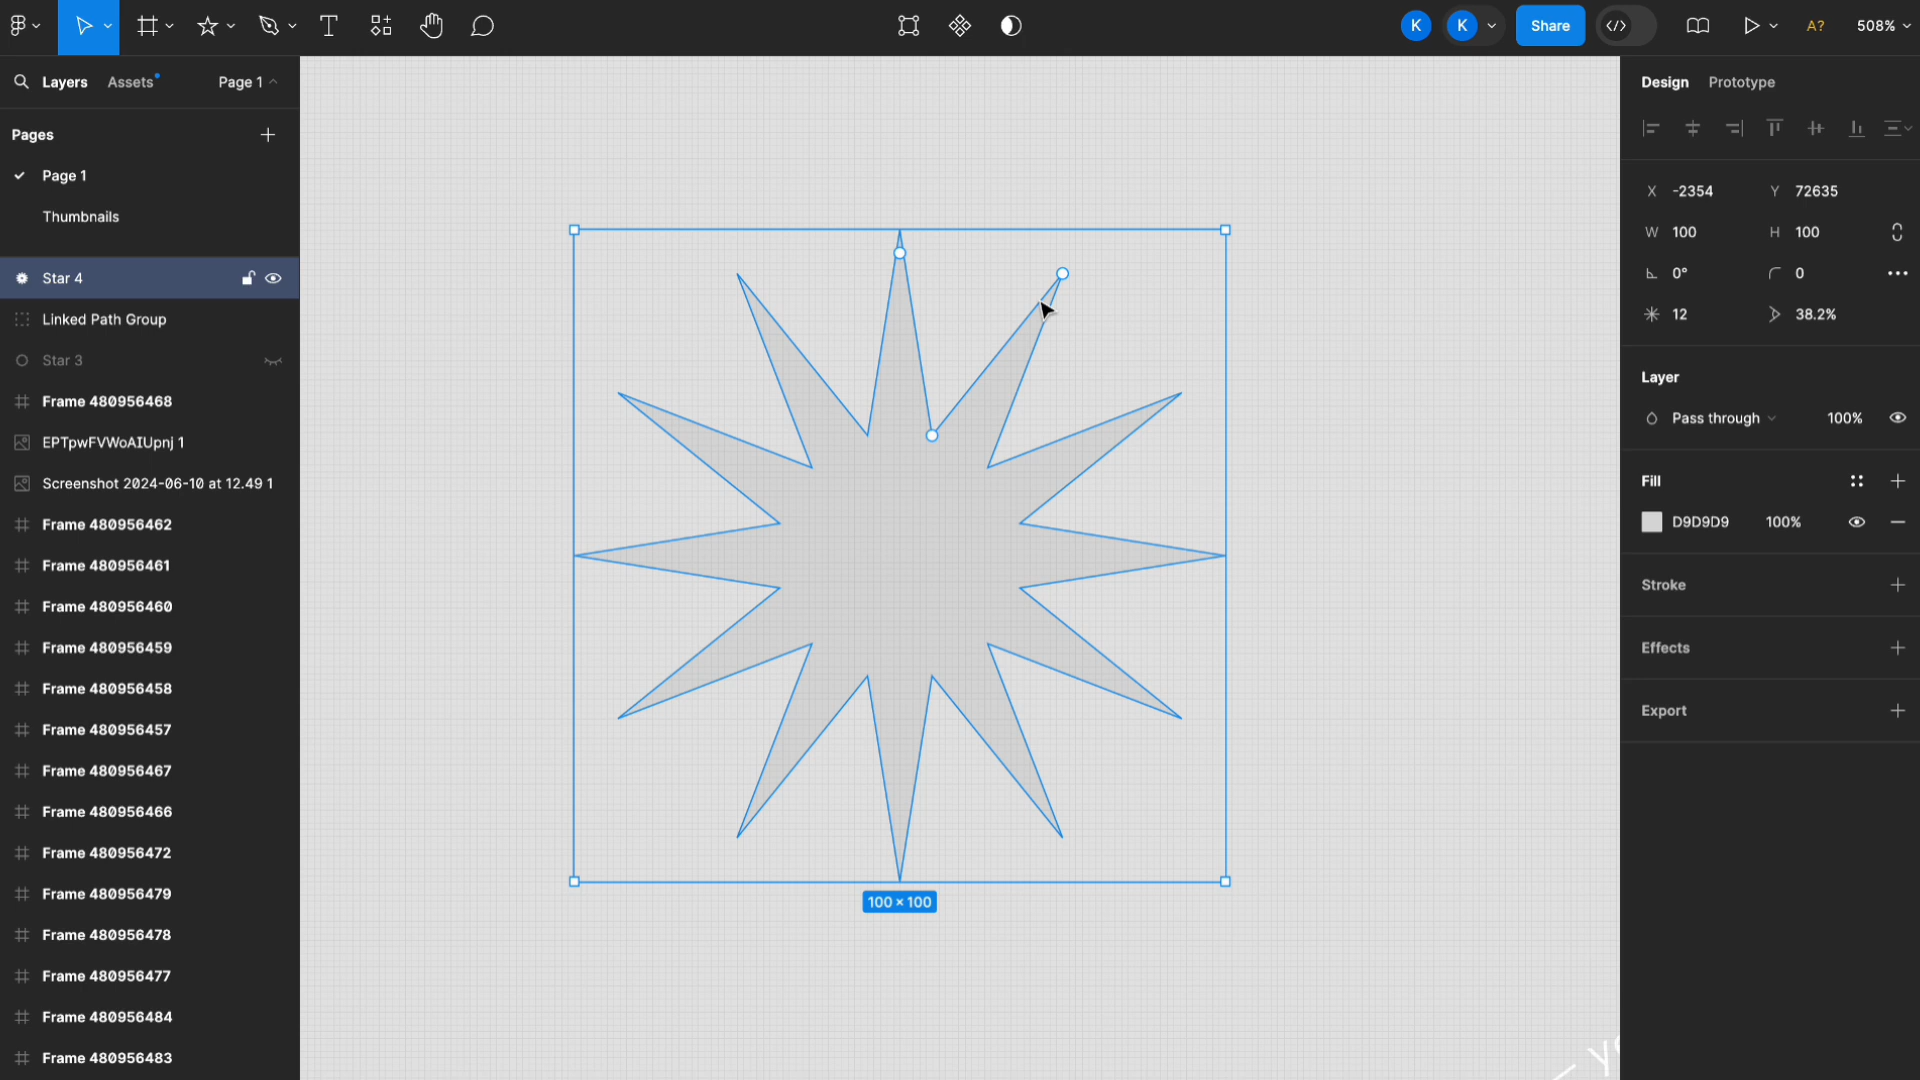 K
K
Share
A?
508%
Layers
Assets
Page 1
Design
Prototype
Pages
Page 1
Thumbnails
Star 4
Linked Path Group
Star 3
Frame 480956468
EPTpwFVWoAIUpnj 1
Screenshot 2024-06-10 at 12.49 1
Frame 480956462
Frame 480956461
Frame 480956460
Frame 480956459
Frame 480956458
Frame 480956457
Frame 480956467
Frame 480956466
Frame 480956472
Frame 480956479
Frame 480956478
Frame 480956477
Frame 480956484
Frame 480956483
100 × 100
X -2354 Y 72635
W 100 H 100
0° 0
12 38.2%
Layer
Pass through 100%
Fill
D9D9D9 100%
Stroke
Effects
Export